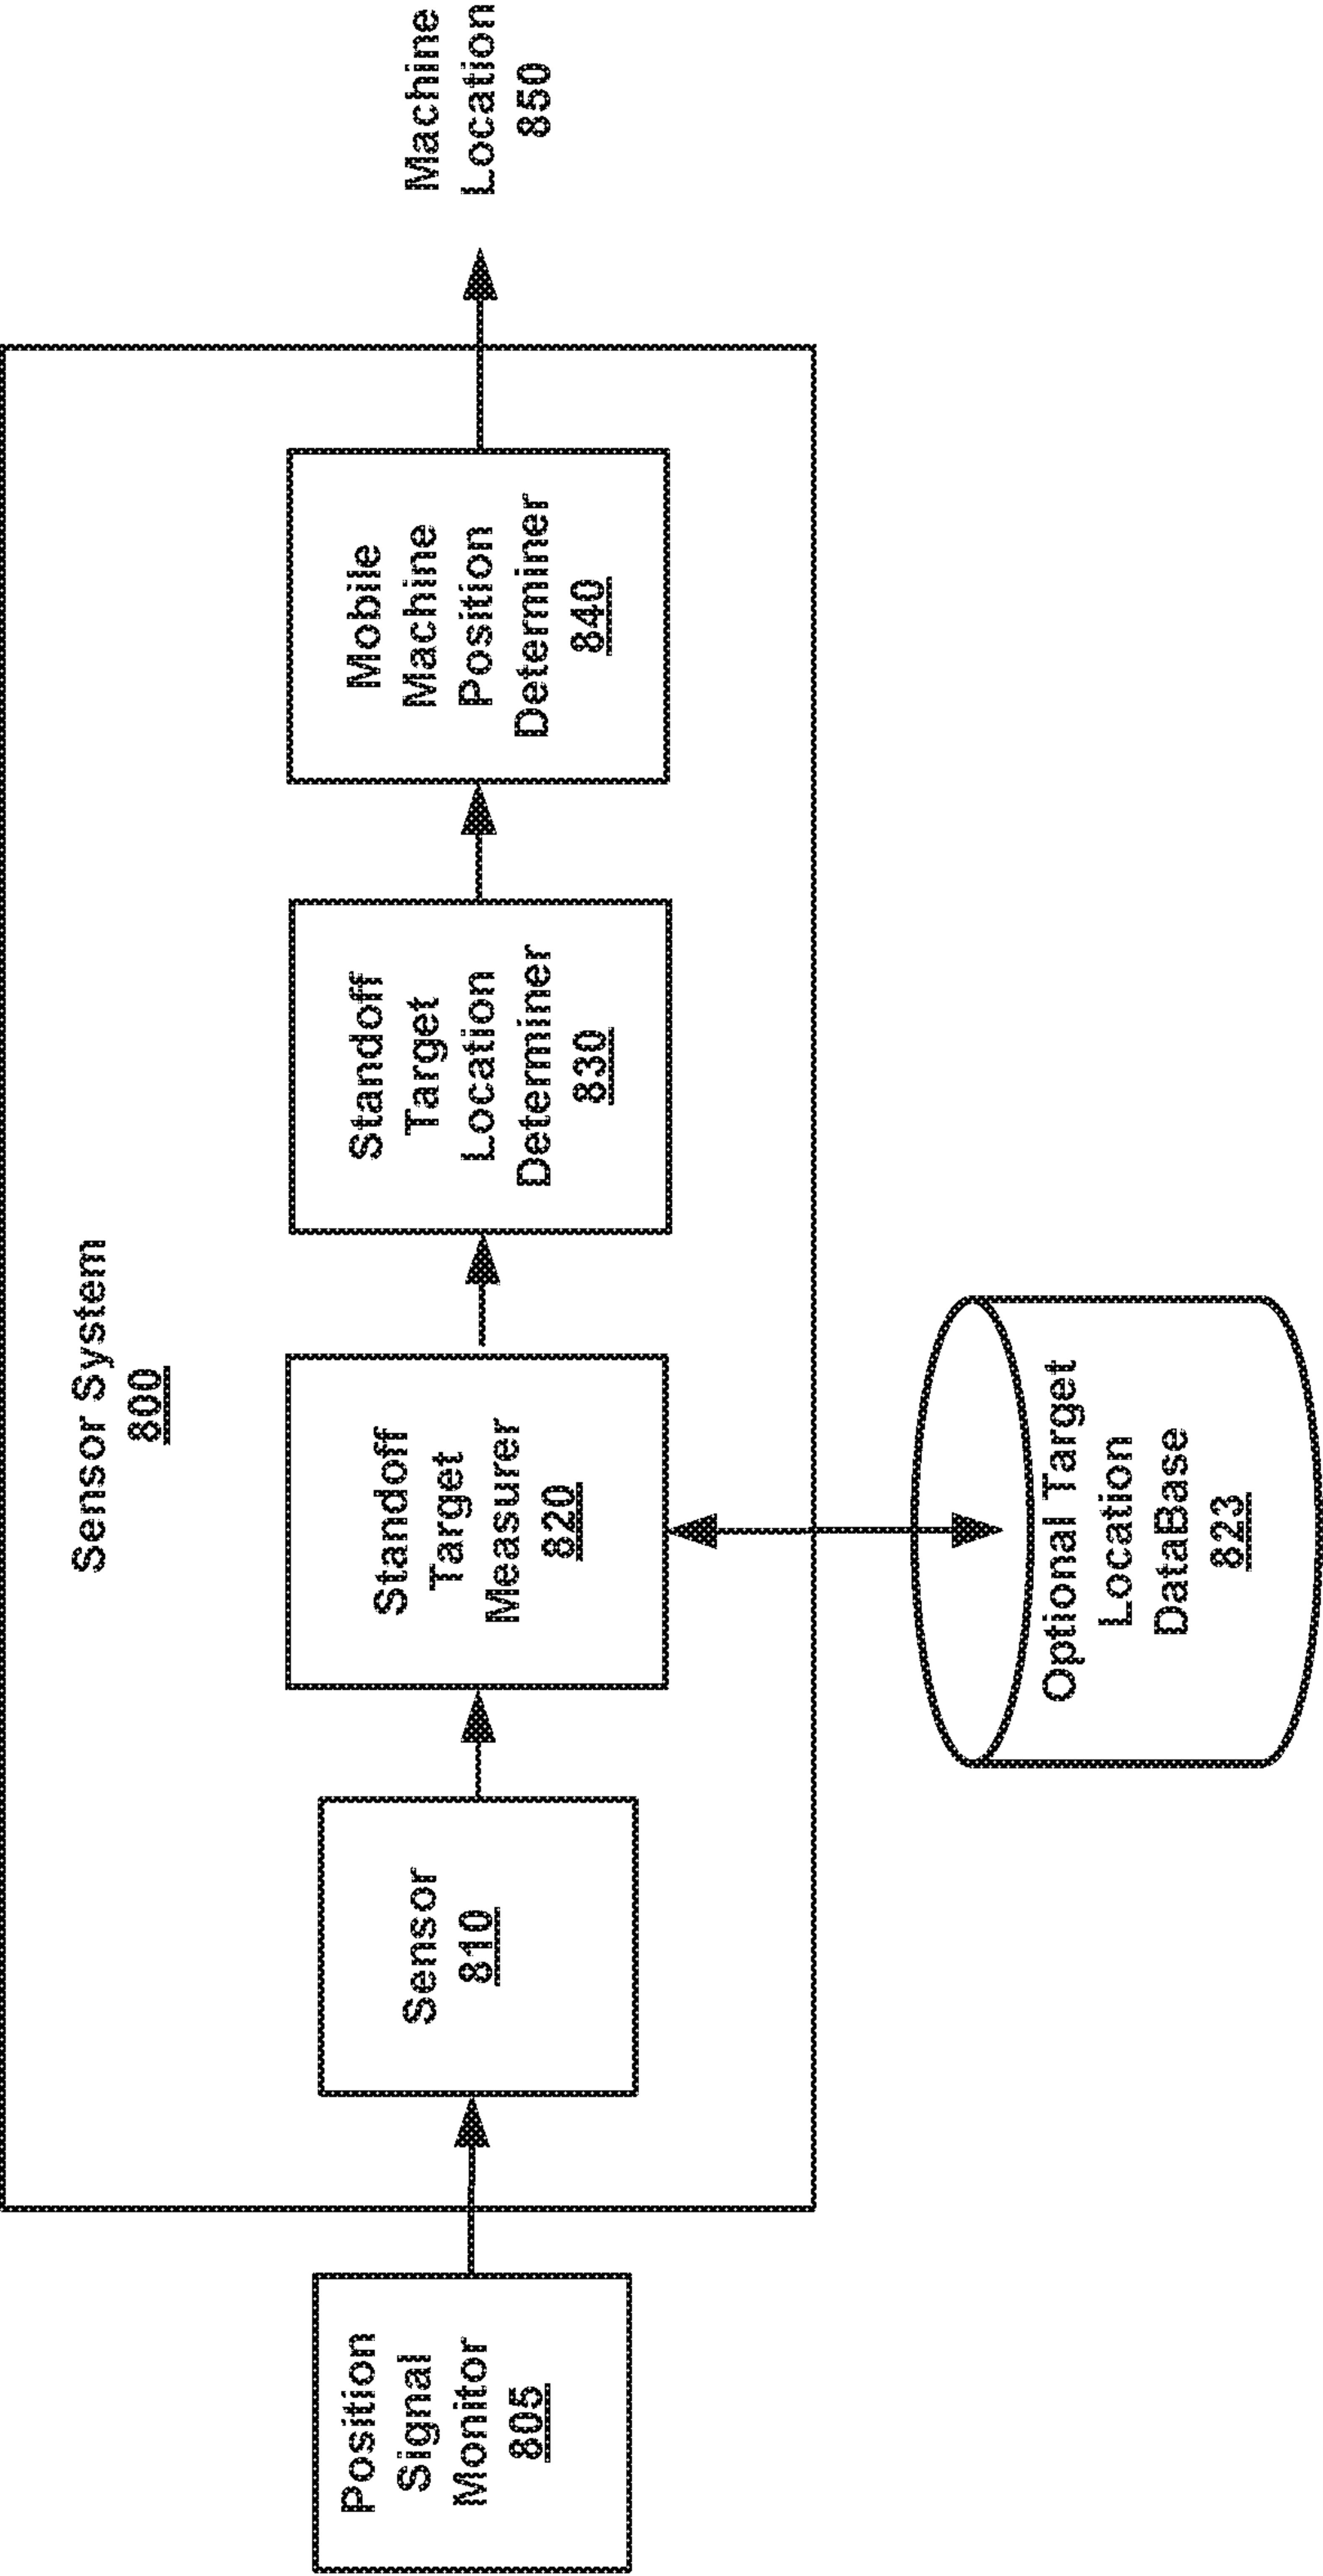 Sensor System
800
Position
Signal
Monitor
805
Sensor
810
Standoff
Target
Measurer
820
Standoff
Target
Location
Determiner
830
Mobile
Machine
Position
Determiner
840
Machine
Location
850
Optional Target
Location
DataBase
823